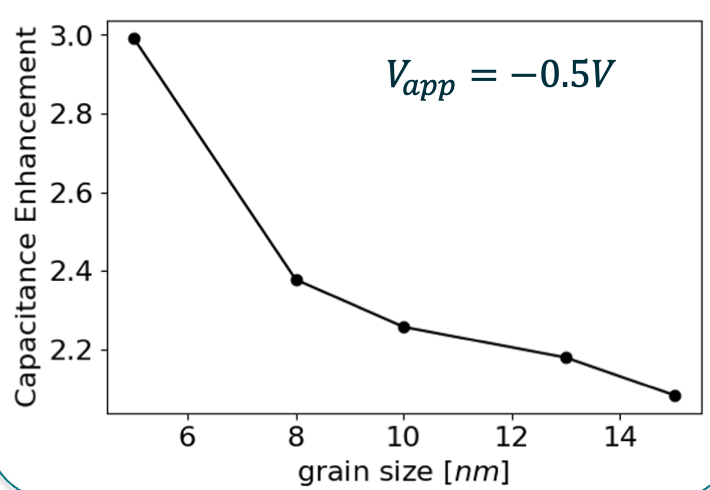 Capacitance Enhancement
3.0
2.8
2.6
2.4
2.2
V_app = −0.5V
6 8 10 12 14
grain size [nm]